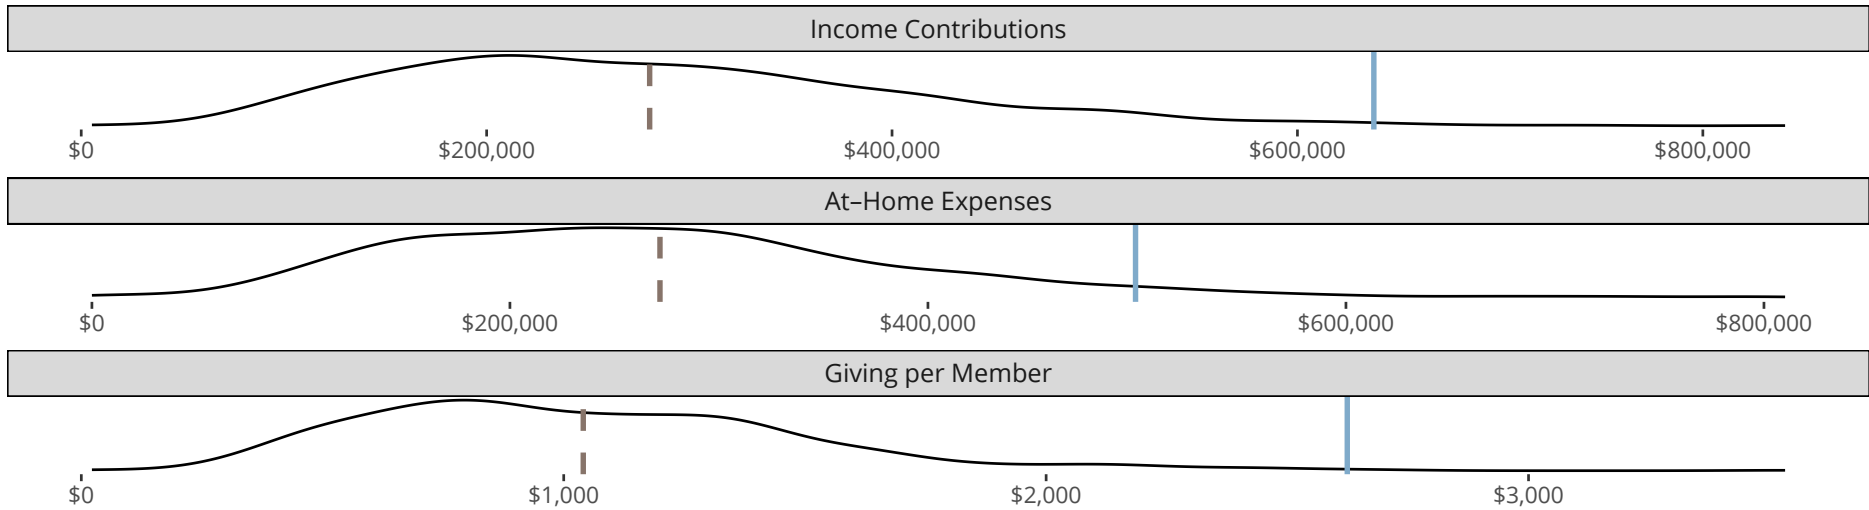 Income Contributions
$0 $200,000 $400,000 $600,000 $800,000
At–Home Expenses
$0 $200,000 $400,000 $600,000 $800,000
Giving per Member
$0 $1,000 $2,000 $3,000